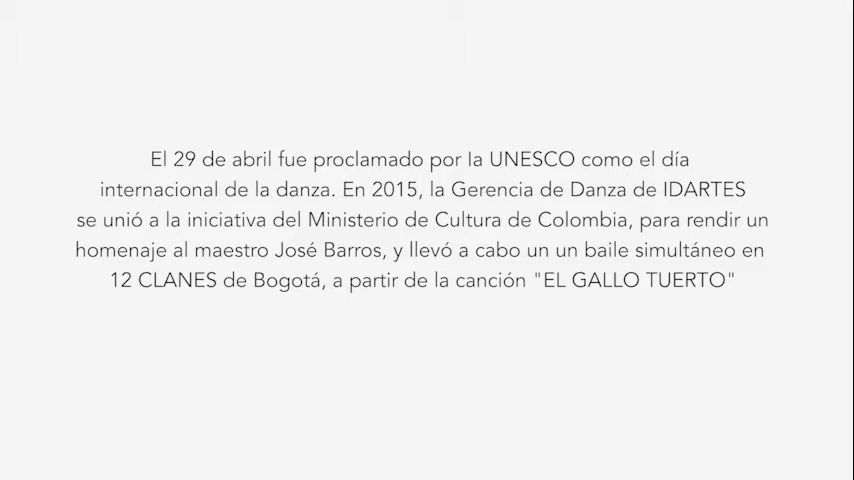 El 29 de abril fue proclamado por la UNESCO como el día
internacional de la danza. En 2015, la Gerencia de Danza de IDARTES
se unió a la iniciativa del Ministerio de Cultura de Colombia, para rendir un
homenaje al maestro José Barros, y llevó a cabo un un baile simultáneo en
12 CLANES de Bogotá, a partir de la canción "EL GALLO TUERTO"